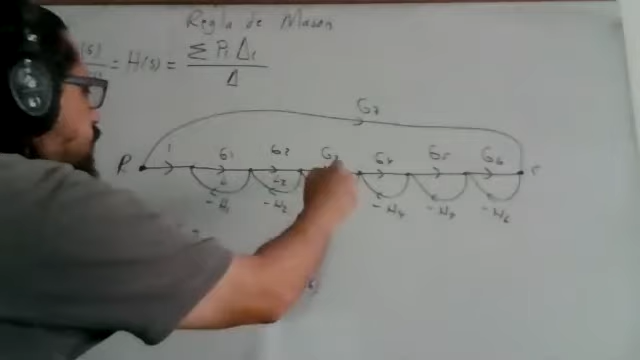 Regla de Mason
= H(s) = Σ Pi Δi
Δ
G7
R 1 G1 G2 G3 G4 G5 G6
-H1 -H2 -H4 -H5 -H6